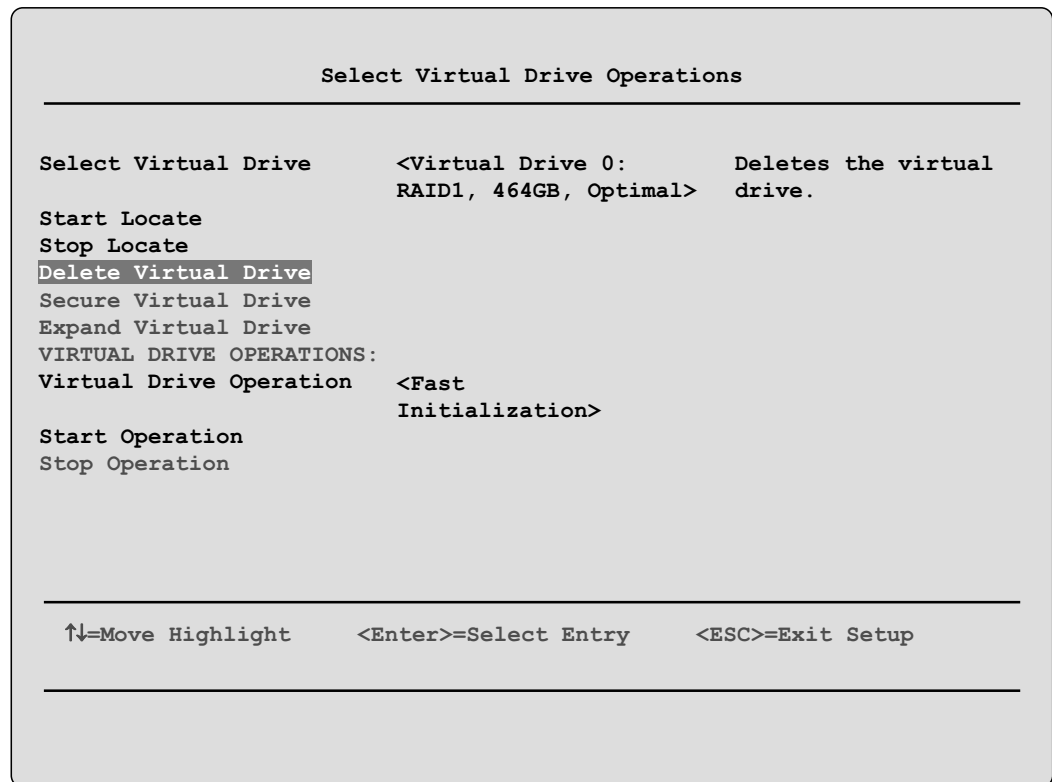 Select Virtual Drive Operations
Select Virtual Drive <Virtual Drive 0: Deletes the virtual
RAID1, 464GB, Optimal> drive.
Start Locate
Stop Locate
Delete Virtual Drive
Secure Virtual Drive
Expand Virtual Drive
VIRTUAL DRIVE OPERATIONS:
Virtual Drive Operation <Fast
Initialization>
Start Operation
Stop Operation
↑↓=Move Highlight <Enter>=Select Entry <ESC>=Exit Setup